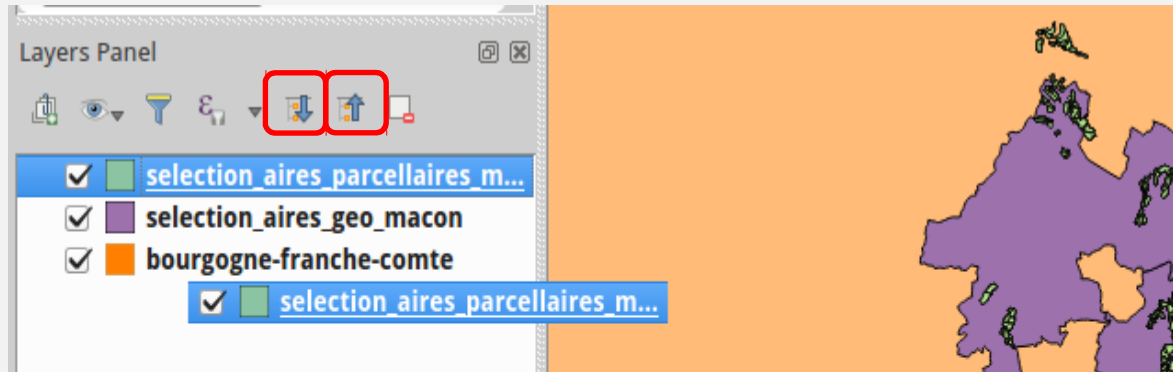 Layers Panel
selection_aires_parcellaires_m...
selection_aires_geo_macon
bourgogne-franche-comte
selection_aires_parcellaires_m...